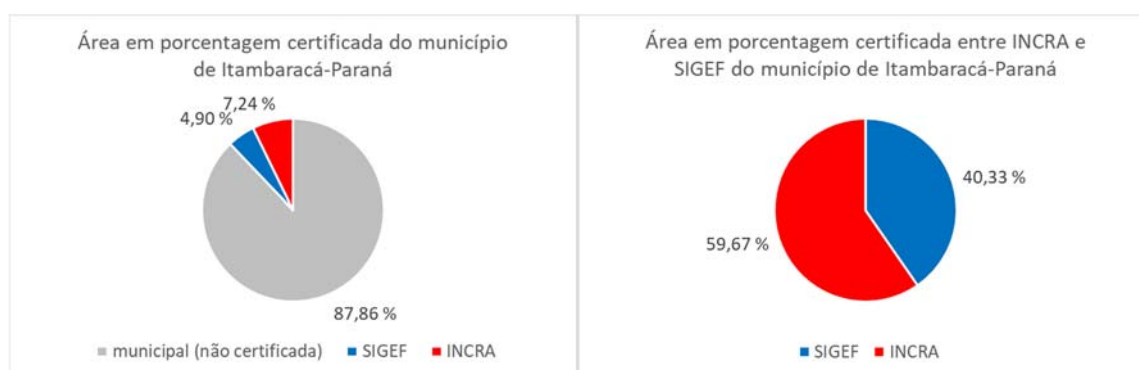 Área em porcentagem certificada do município
de Itambaracá-Paraná
7,24 %
4,90 %
87,86 %
municipal (não certificada) SIGEF INCRA
Área em porcentagem certificada entre INCRA e
SIGEF do município de Itambaracá-Paraná
40,33 %
59,67 %
SIGEF INCRA